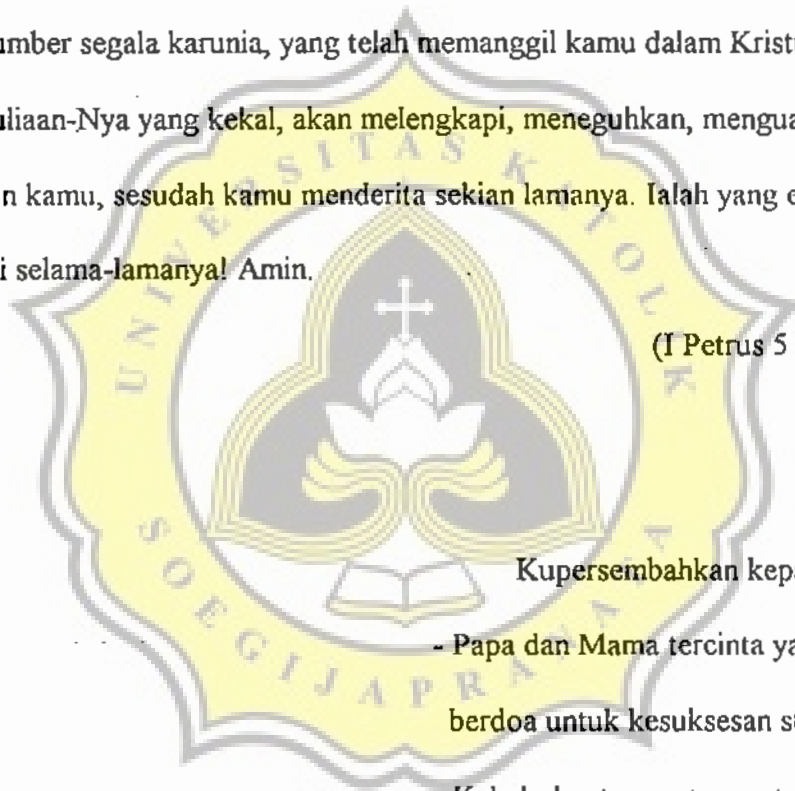 umber segala karunia, yang telah memanggil kamu dalam Krist
uliaan-Nya yang kekal, akan melengkapi, meneguhkan, mengua
n kamu, sesudah kamu menderita sekian lamanya. Ialah yang e
i selama-lamanya! Amin.
(I Petrus 5
Kupersembahkan kep
- Papa dan Mama tercinta ya
berdoa untuk kesuksesan s
UNIVERSITAS KATOLIK
SOEGIJAPRANATA